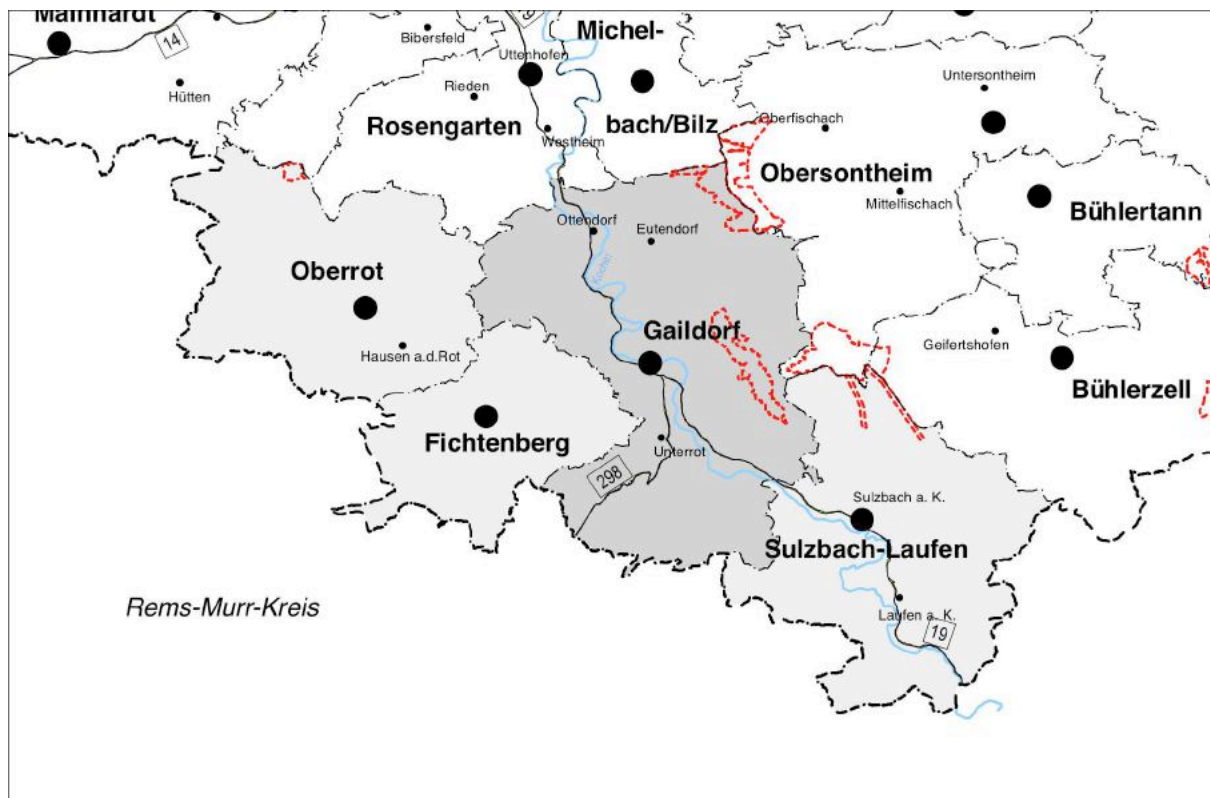 Mainhardt
14
Bibersfeld
Michel-
bach/Bilz
Uttenhofen
Untersontheim
Hütten
Rieden
Rosengarten
Westheim
Oberfischach
Obersontheim
Mittelfischach
Bühlertann
Ottendorf
Eutendorf
Kocher
Oberrot
Hausen a.d.Rot
Gaildorf
Geifertshofen
Bühlerzell
Fichtenberg
Unterrot
298
Sulzbach a. K.
Sulzbach-Laufen
Rems-Murr-Kreis
Laufen a. K.
19